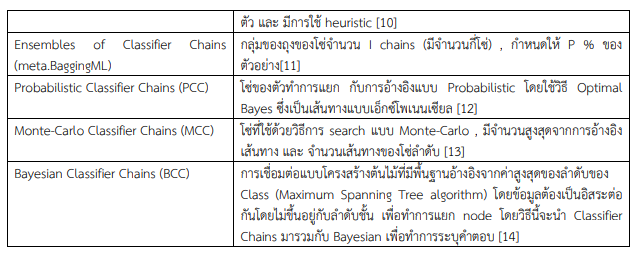 ตัว และ มีการใช้ heuristic [10]
Ensembles of Classifier Chains
(meta.BaggingML)
กลุ่มของถุงของโซ่จำนวน I chains (มีจำนวนกี่โซ่) , กำหนดให้ P % ของ
ตัวอย่าง[11]
Probabilistic Classifier Chains (PCC)
โซ่ของตัวทำการแยก กับการอ้างอิงแบบ Probabilistic โดยใช้วิธี Optimal
Bayes ซึ่งเป็นเส้นทางแบบเอ็กซ์โพเนนเชียล [12]
Monte-Carlo Classifier Chains (MCC)
โซ่ที่ใช้ด้วยวิธีการ search แบบ Monte-Carlo , มีจำนวนสูงสุดจากการอ้างอิง
เส้นทาง และ จำนวนเส้นทางของโซ่ลำดับ [13]
Bayesian Classifier Chains (BCC)
การเชื่อมต่อแบบโครงสร้างต้นไม้ที่มีพื้นฐานอ้างอิงจากค่าสูงสุดของลำดับของ
Class (Maximum Spanning Tree algorithm) โดยข้อมูลต้องเป็นอิสระต่อ
กันโดยไม่ขึ้นอยู่กับลำดับชั้น เพื่อทำการแยก node โดยวิธีนี้จะนำ Classifier
Chains มารวมกับ Bayesian เพื่อทำการระบุคำตอบ [14]